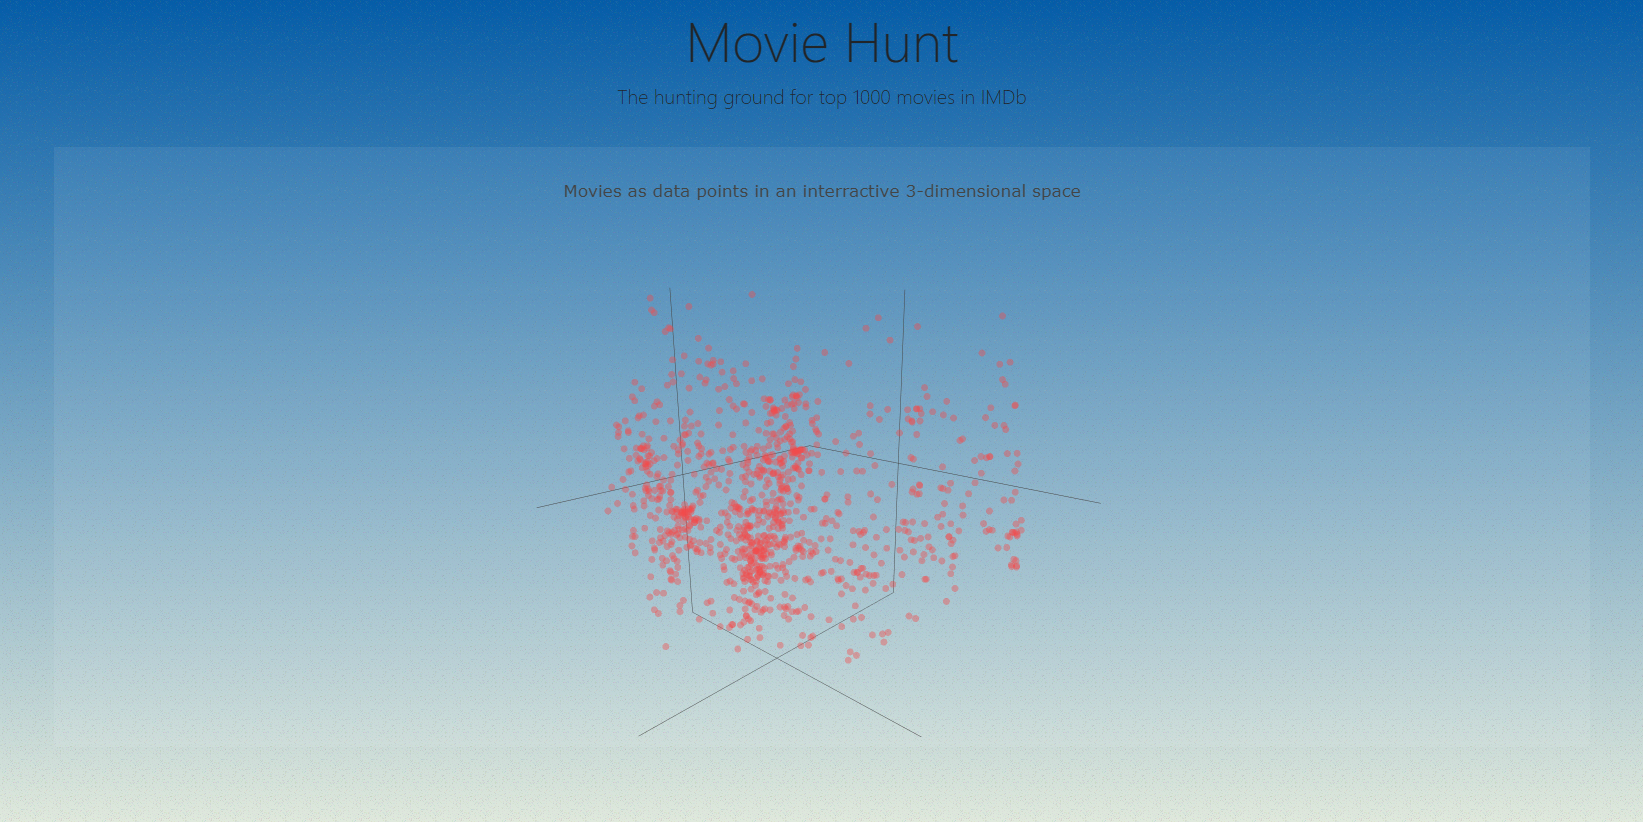 Movie Hunt
The hunting ground for top 1000 movies in IMDb
Movies as data points in an interractive 3-dimensional space